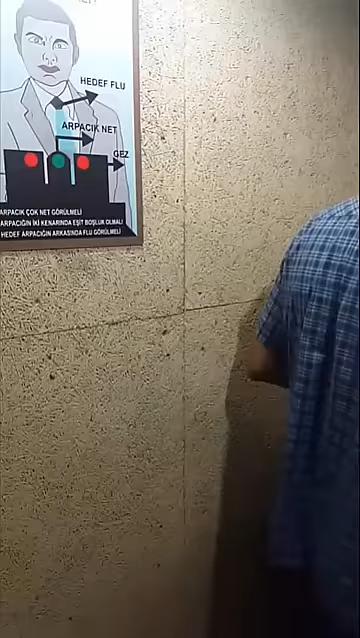 HEDEF FLU
ARPACIK NET
GEZ
ARPACIK ÇOK NET GÖRÜLMELİ
ARPACIĞIN İKİ KENARINDA EŞİT BOŞLUK OLMALI
HEDEF ARPACIĞIN ARKASINDA FLU GÖRÜLMELİ